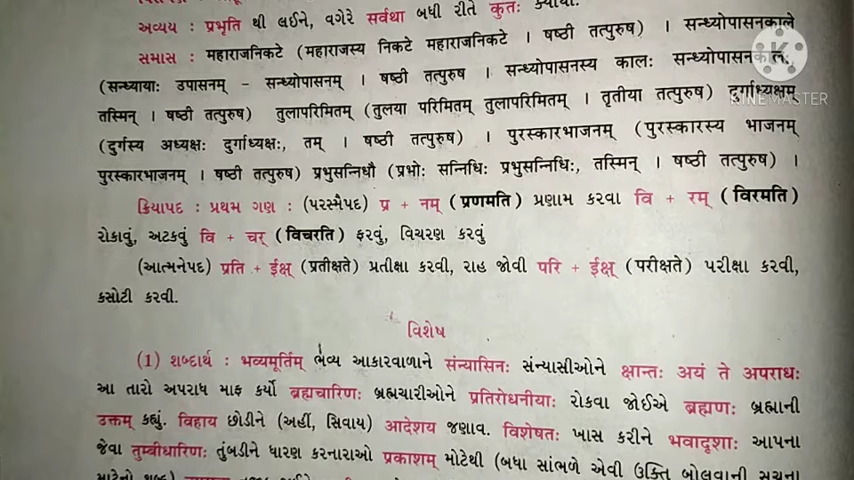 અવ્યય : प्रभृति થી લઈને, વગેરે सर्वथा બધી રીતે कुतः ક્યાંથી.
સમાસ : महाराजनिकटे (महाराजस्य निकटे महाराजनिकटे । षष्ठी तत्पुरुष) । सन्ध्योपासनकाले
(सन्ध्यायाः उपासनम् - सन्ध्योपासनम् । षष्ठी तत्पुरुष । सन्ध्योपासनस्य कालः सन्ध्योपासनकालः
तस्मिन् । षष्ठी तत्पुरुष) तुलापरिमितम् (तुलया परिमितम् तुलापरिमितम् । तृतीया तत्पुरुष) दुर्गाध्यक्षम्
(दुर्गस्य अध्यक्षः दुर्गाध्यक्षः, तम् । षष्ठी तत्पुरुष) । पुरस्कारभाजनम् (पुरस्कारस्य भाजनम्
पुरस्कारभाजनम् । षष्ठी तत्पुरुष) प्रभुसन्निधौ (प्रभोः सन्निधिः प्रभुसन्निधिः, तस्मिन् । षष्ठी तत्पुरुष) ।
ક્રિયાપદ : પ્રથમ ગણ : (પરસ્મૈપદ) प्र + नम् (प्रणमति) પ્રણામ કરવા वि + रम् (विरमति)
રોકાવું, અટકવું वि + चर् (विचरति) ફરવું, વિચરણ કરવું
(આત્મનેપદ) प्रति + ईक्ष् (प्रतीक्षते) પ્રતીક્ષા કરવી, રાહ જોવી परि + ईक्ष् (परीक्षते) પરીક્ષા કરવી,
કસોટી કરવી.
વિશેષ
(1) શબ્દાર્થ : भव्यमूर्तिम् ભવ્ય આકારવાળાને संन्यासिनः સંન્યાસીઓને क्षान्तः अयं ते अपराधः
આ તારો અપરાધ માફ કર્યો ब्रह्मचारिणः બ્રહ્મચારીઓને प्रतिरोधनीयाः રોકવા જોઈએ ब्रह्मणः બ્રહ્માની
उक्तम् કહ્યું. विहाय છોડીને (અહીં, સિવાય) आदेशय જણાવ. विशेषतः ખાસ કરીને भवादृशाः આપના
જેવા तुम्बीधारिणः તુંબડીને ધારણ કરનારાઓ प्रकाशम् મોટેથી (બધા સાંભળે એવી ઉક્તિ બોલવાની સૂચના
માટેનો શબ્દ)
KINEMASTER